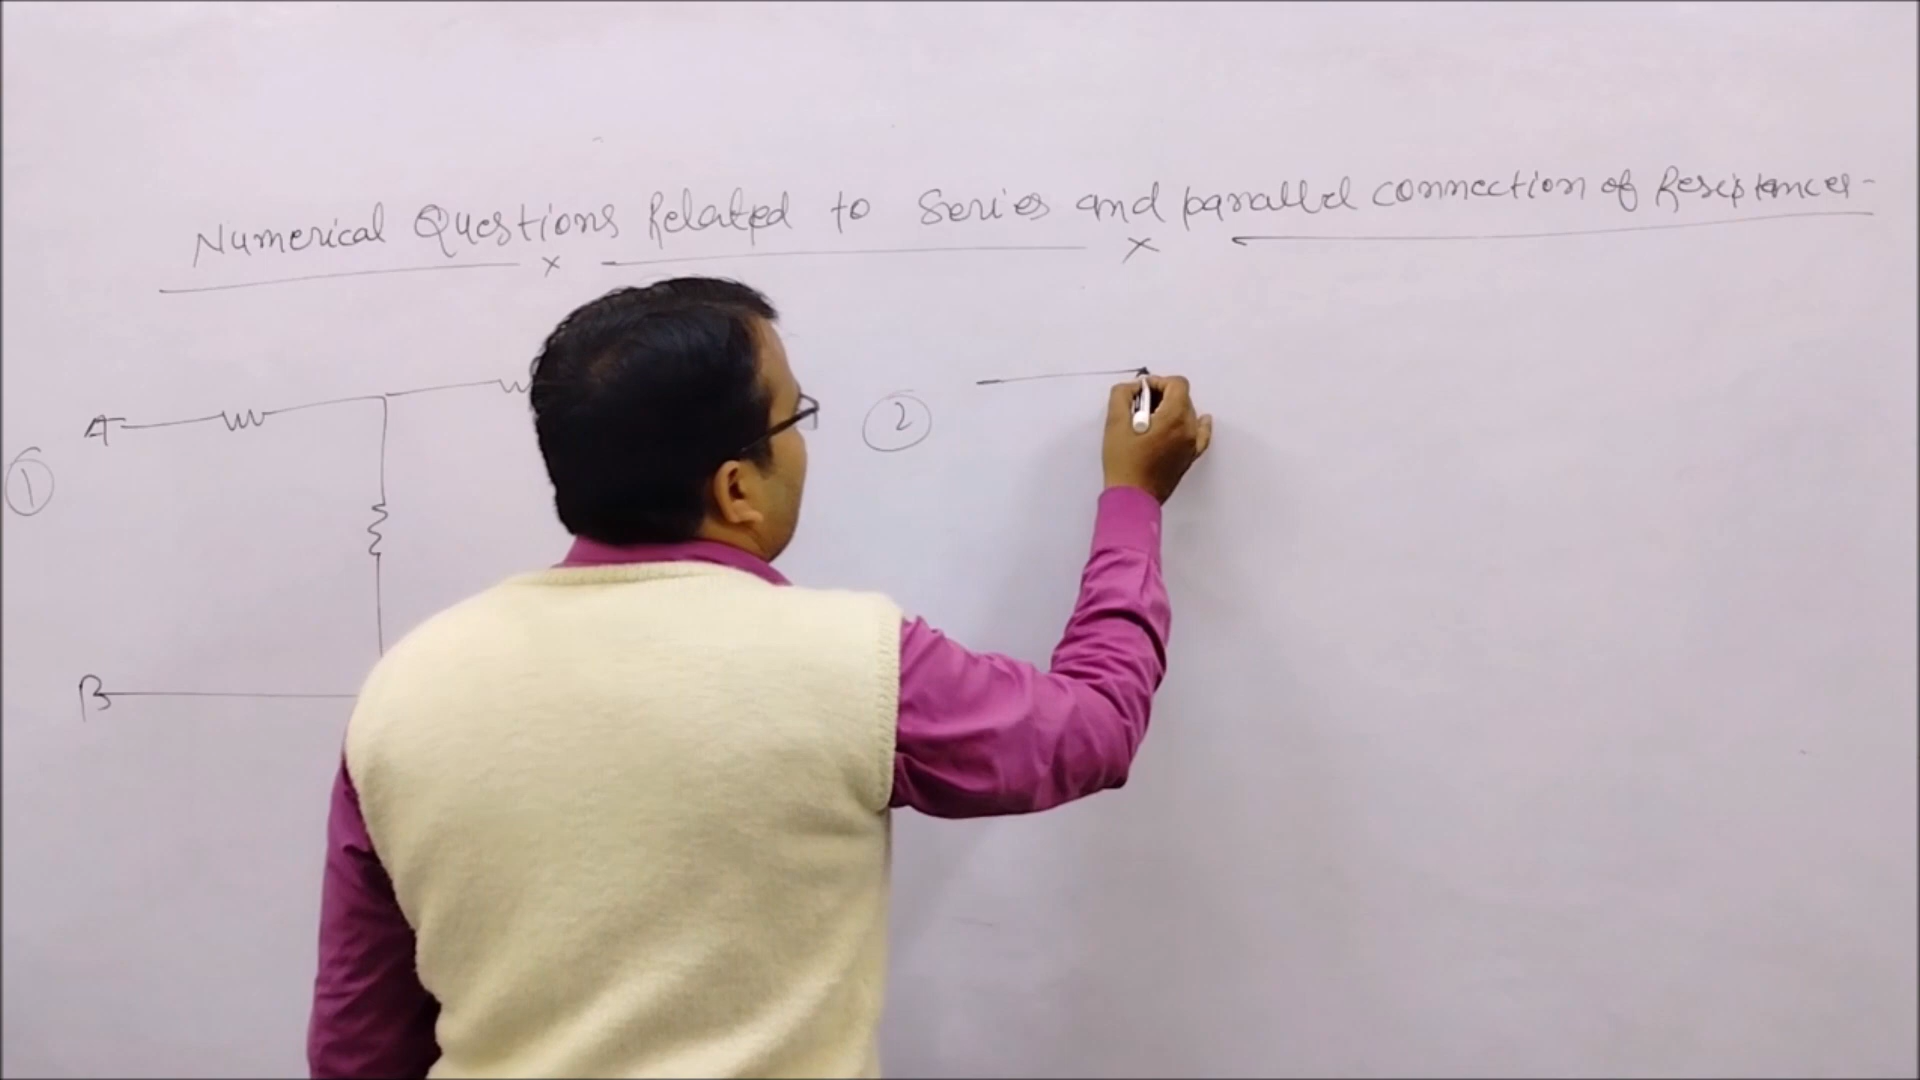 Numerical Questions Related to Series and parallel connection of Resistances-
A
①
B
②